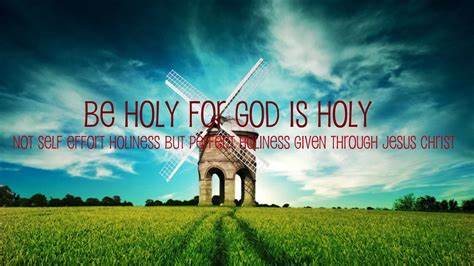 Be Holy for God is Holy
Not self effort holiness but perfect holiness given through Jesus Christ